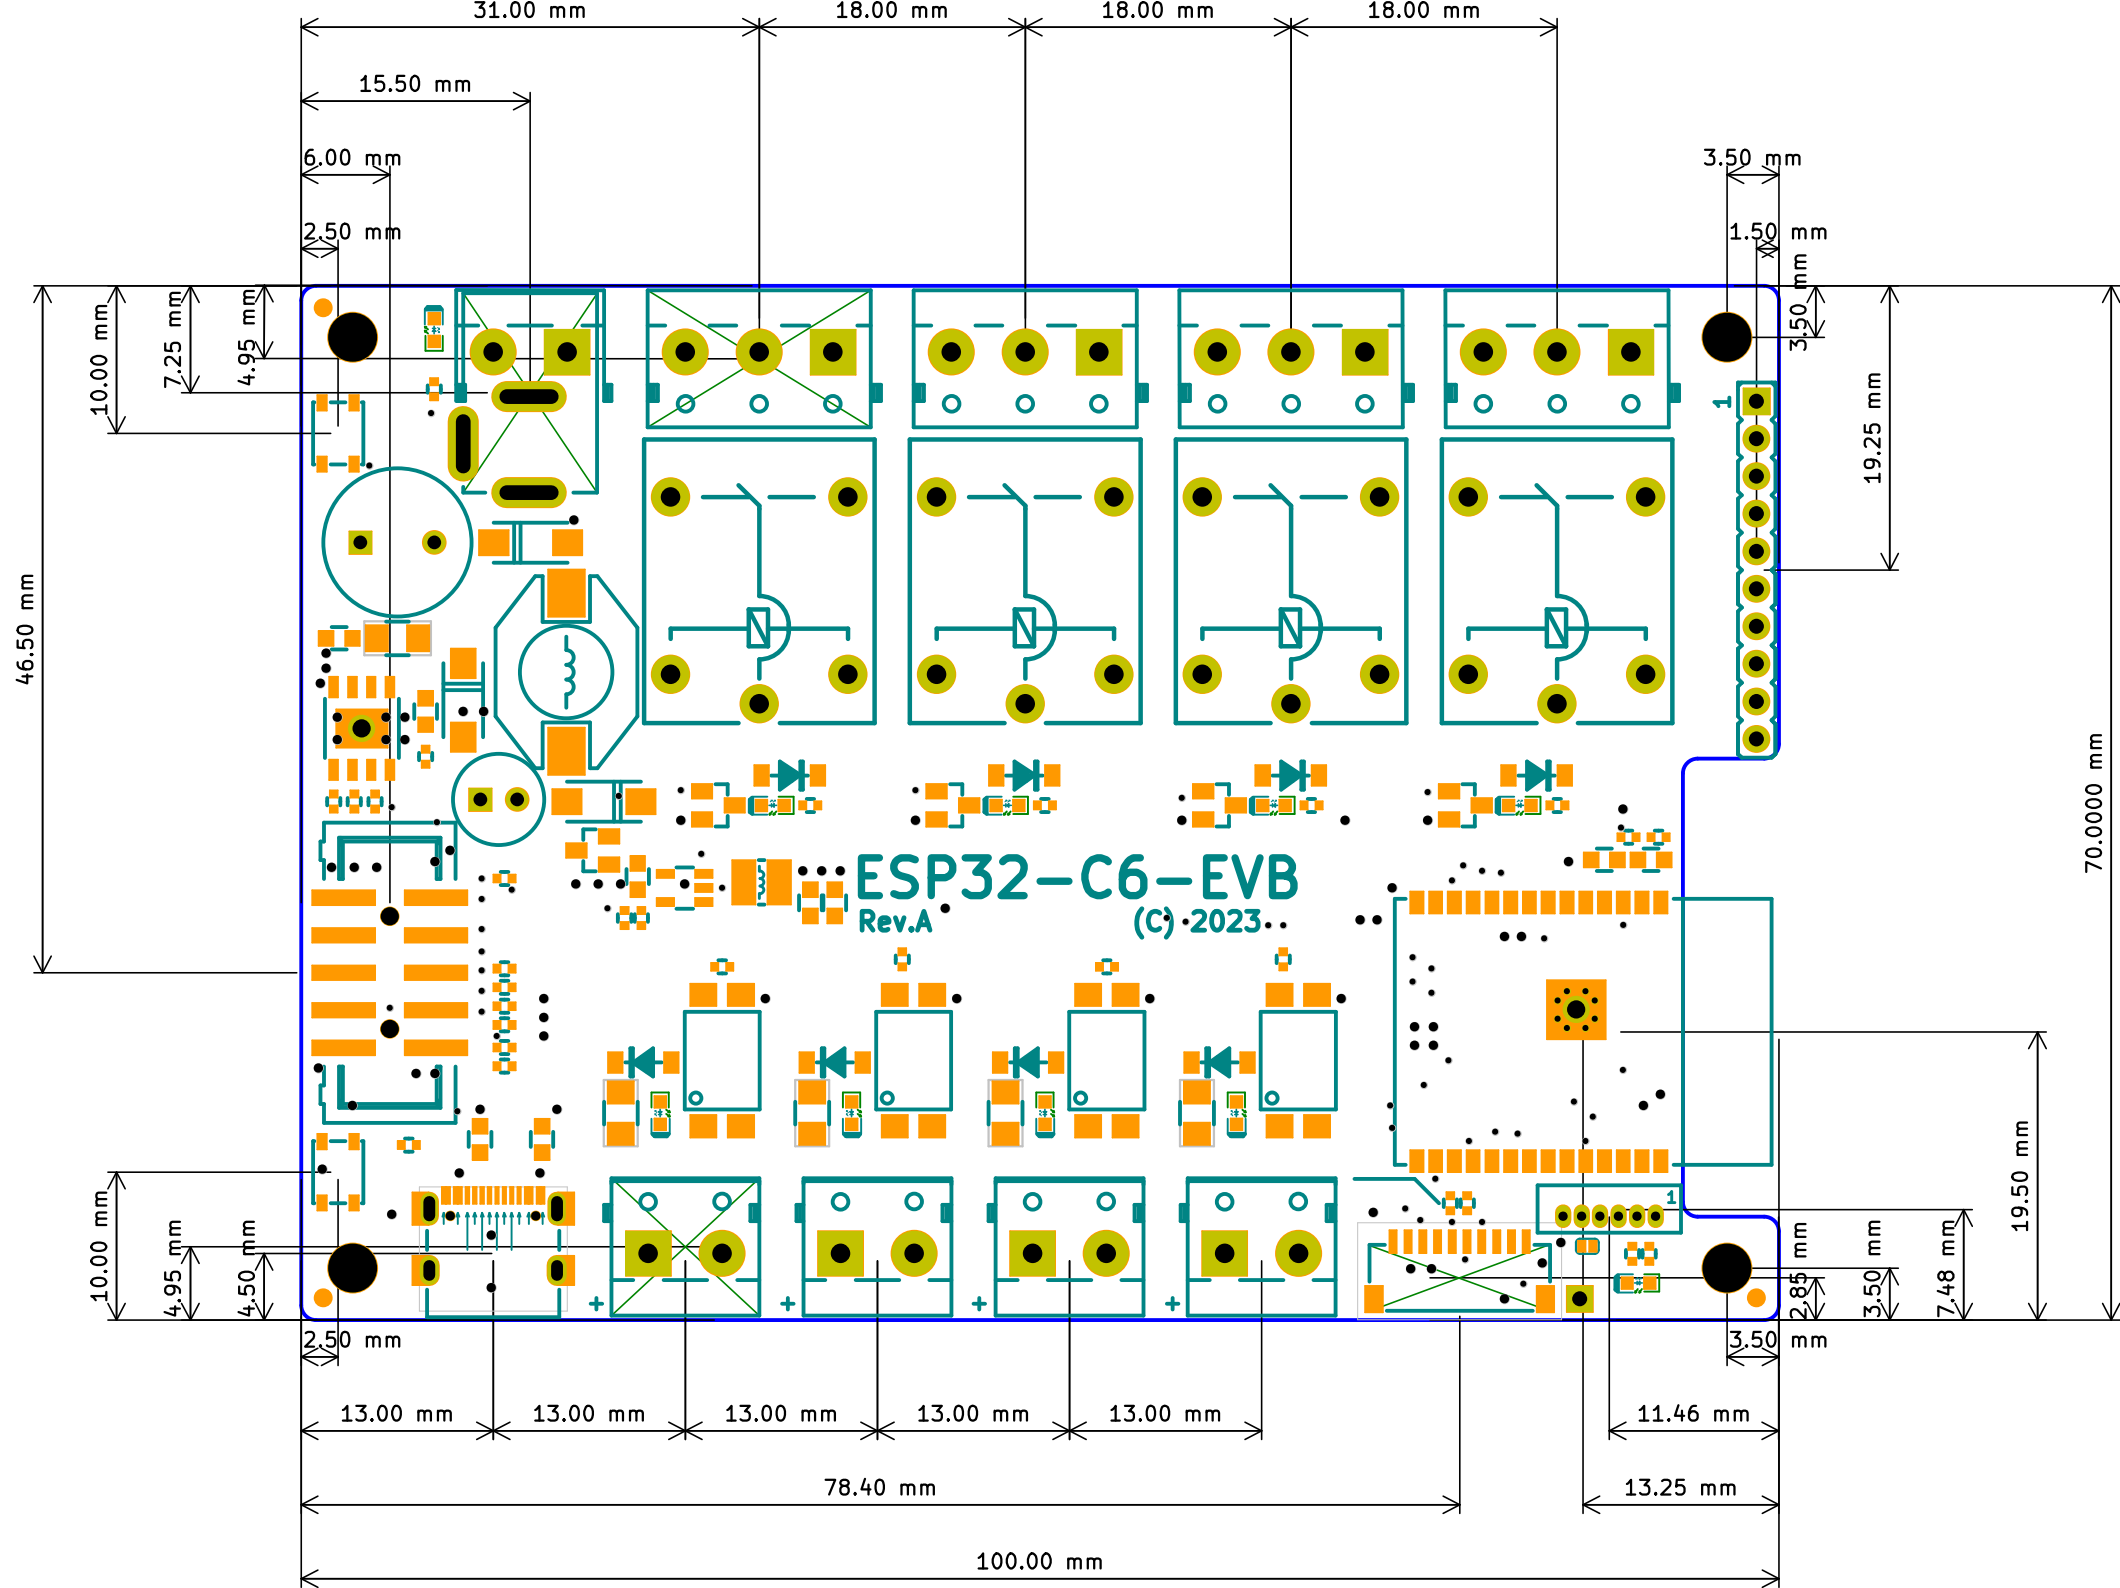 31.00 mm
18.00 mm
18.00 mm
18.00 mm
15.50 mm
6.00 mm
3.50 mm
2.50 mm
1.50 mm
10.00 mm
7.25 mm
4.95 mm
3.50 mm
1
19.25 mm
46.50 mm
70.0000 mm
ESP32-C6-EVB
Rev.A
(C) 2023
19.50 mm
1
10.00 mm
4.95 mm
4.50 mm
+
+
+
+
2.85 mm
3.50 mm
7.48 mm
2.50 mm
3.50 mm
13.00 mm
13.00 mm
13.00 mm
13.00 mm
13.00 mm
11.46 mm
78.40 mm
13.25 mm
100.00 mm